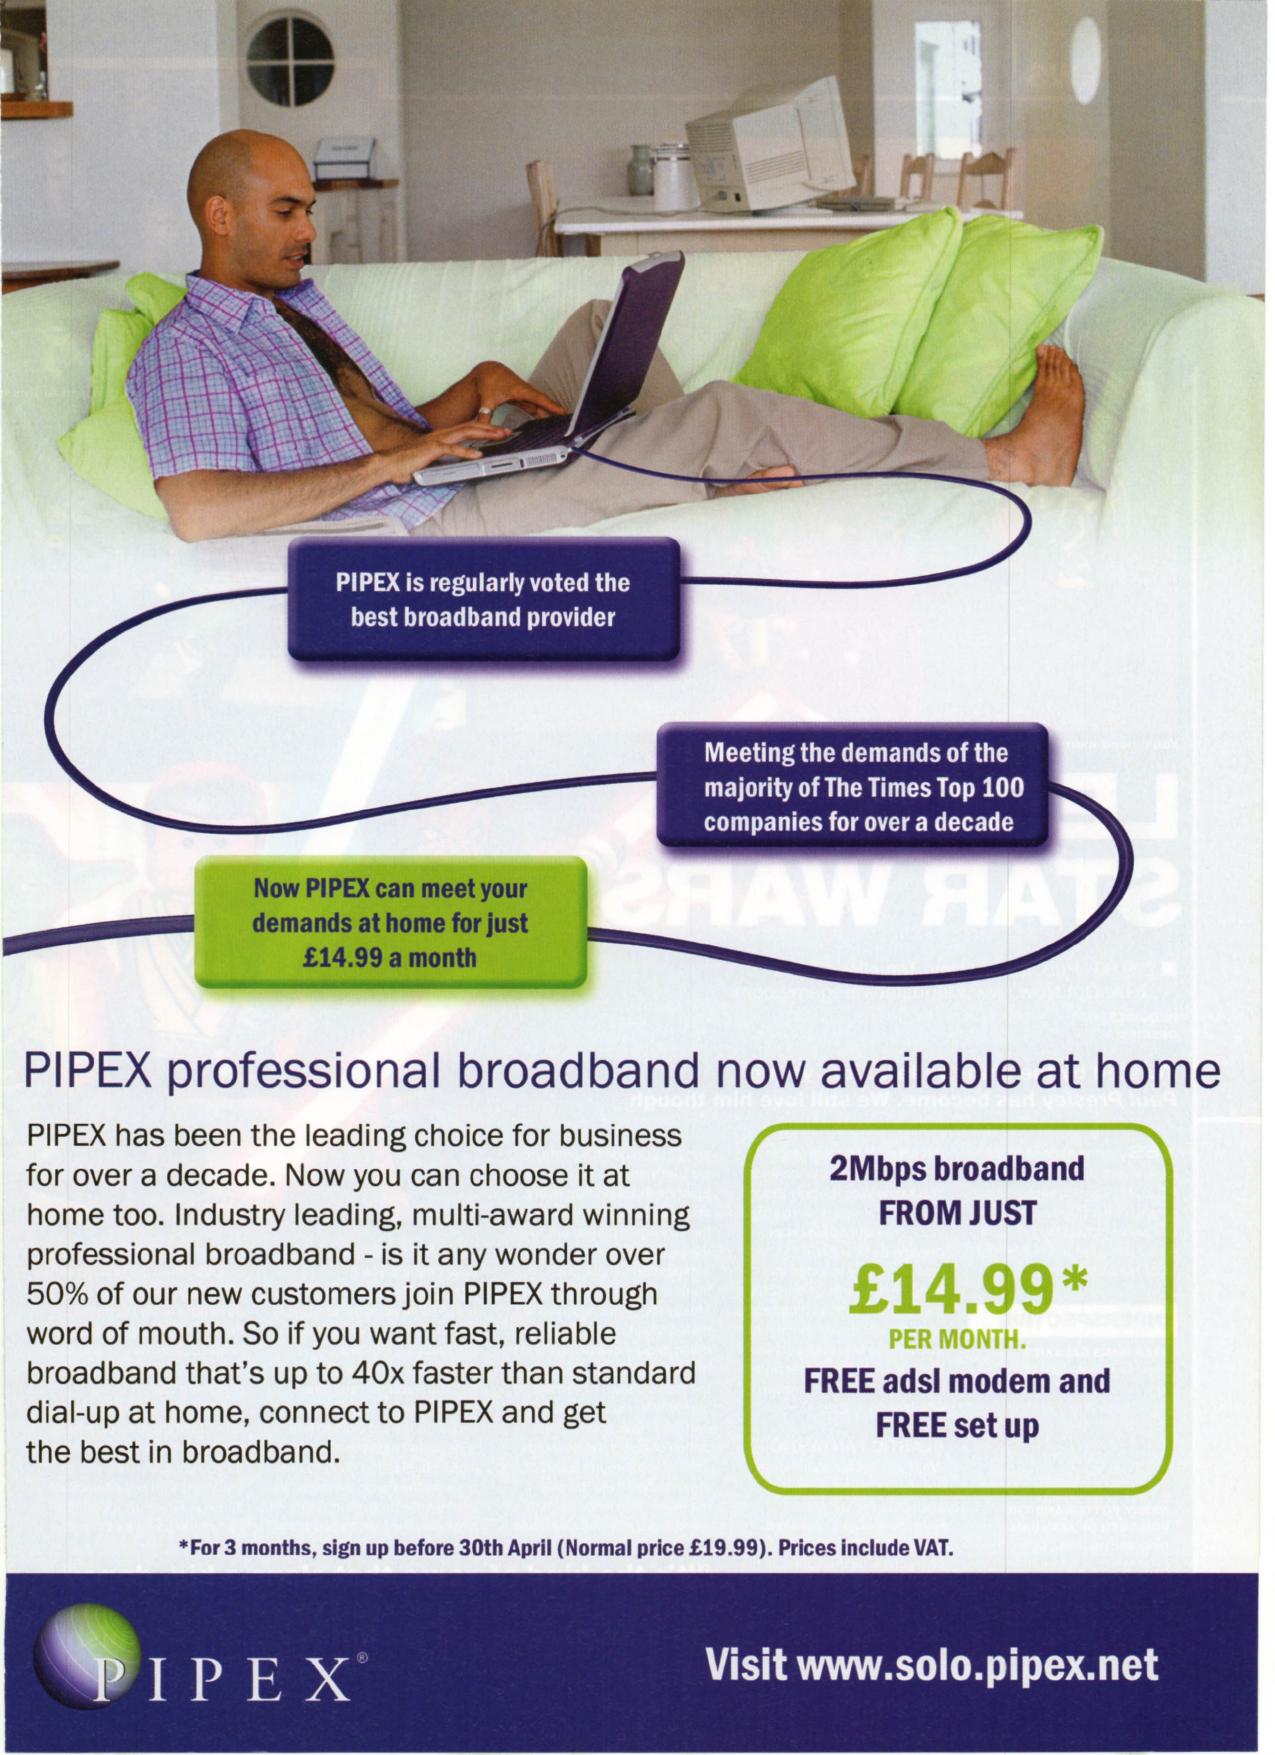 PIPEX is regularly voted the
best broadband provider
Meeting the demands of the
majority of The Times Top 100
companies for over a decade
Now PIPEX can meet your
demands at home for just
£14.99 a month
PIPEX professional broadband now available at home
PIPEX has been the leading choice for business
for over a decade. Now you can choose it at
home too. Industry leading, multi-award winning
professional broadband - is it any wonder over
50% of our new customers join PIPEX through
word of mouth. So if you want fast, reliable
broadband that's up to 40x faster than standard
dial-up at home, connect to PIPEX and get
the best in broadband.
2Mbps broadband
FROM JUST
£14.99*
PER MONTH.
FREE adsl modem and
FREE set up
*For 3 months, sign up before 30th April (Normal price £19.99). Prices include VAT.
PIPEX®
Visit www.solo.pipex.net